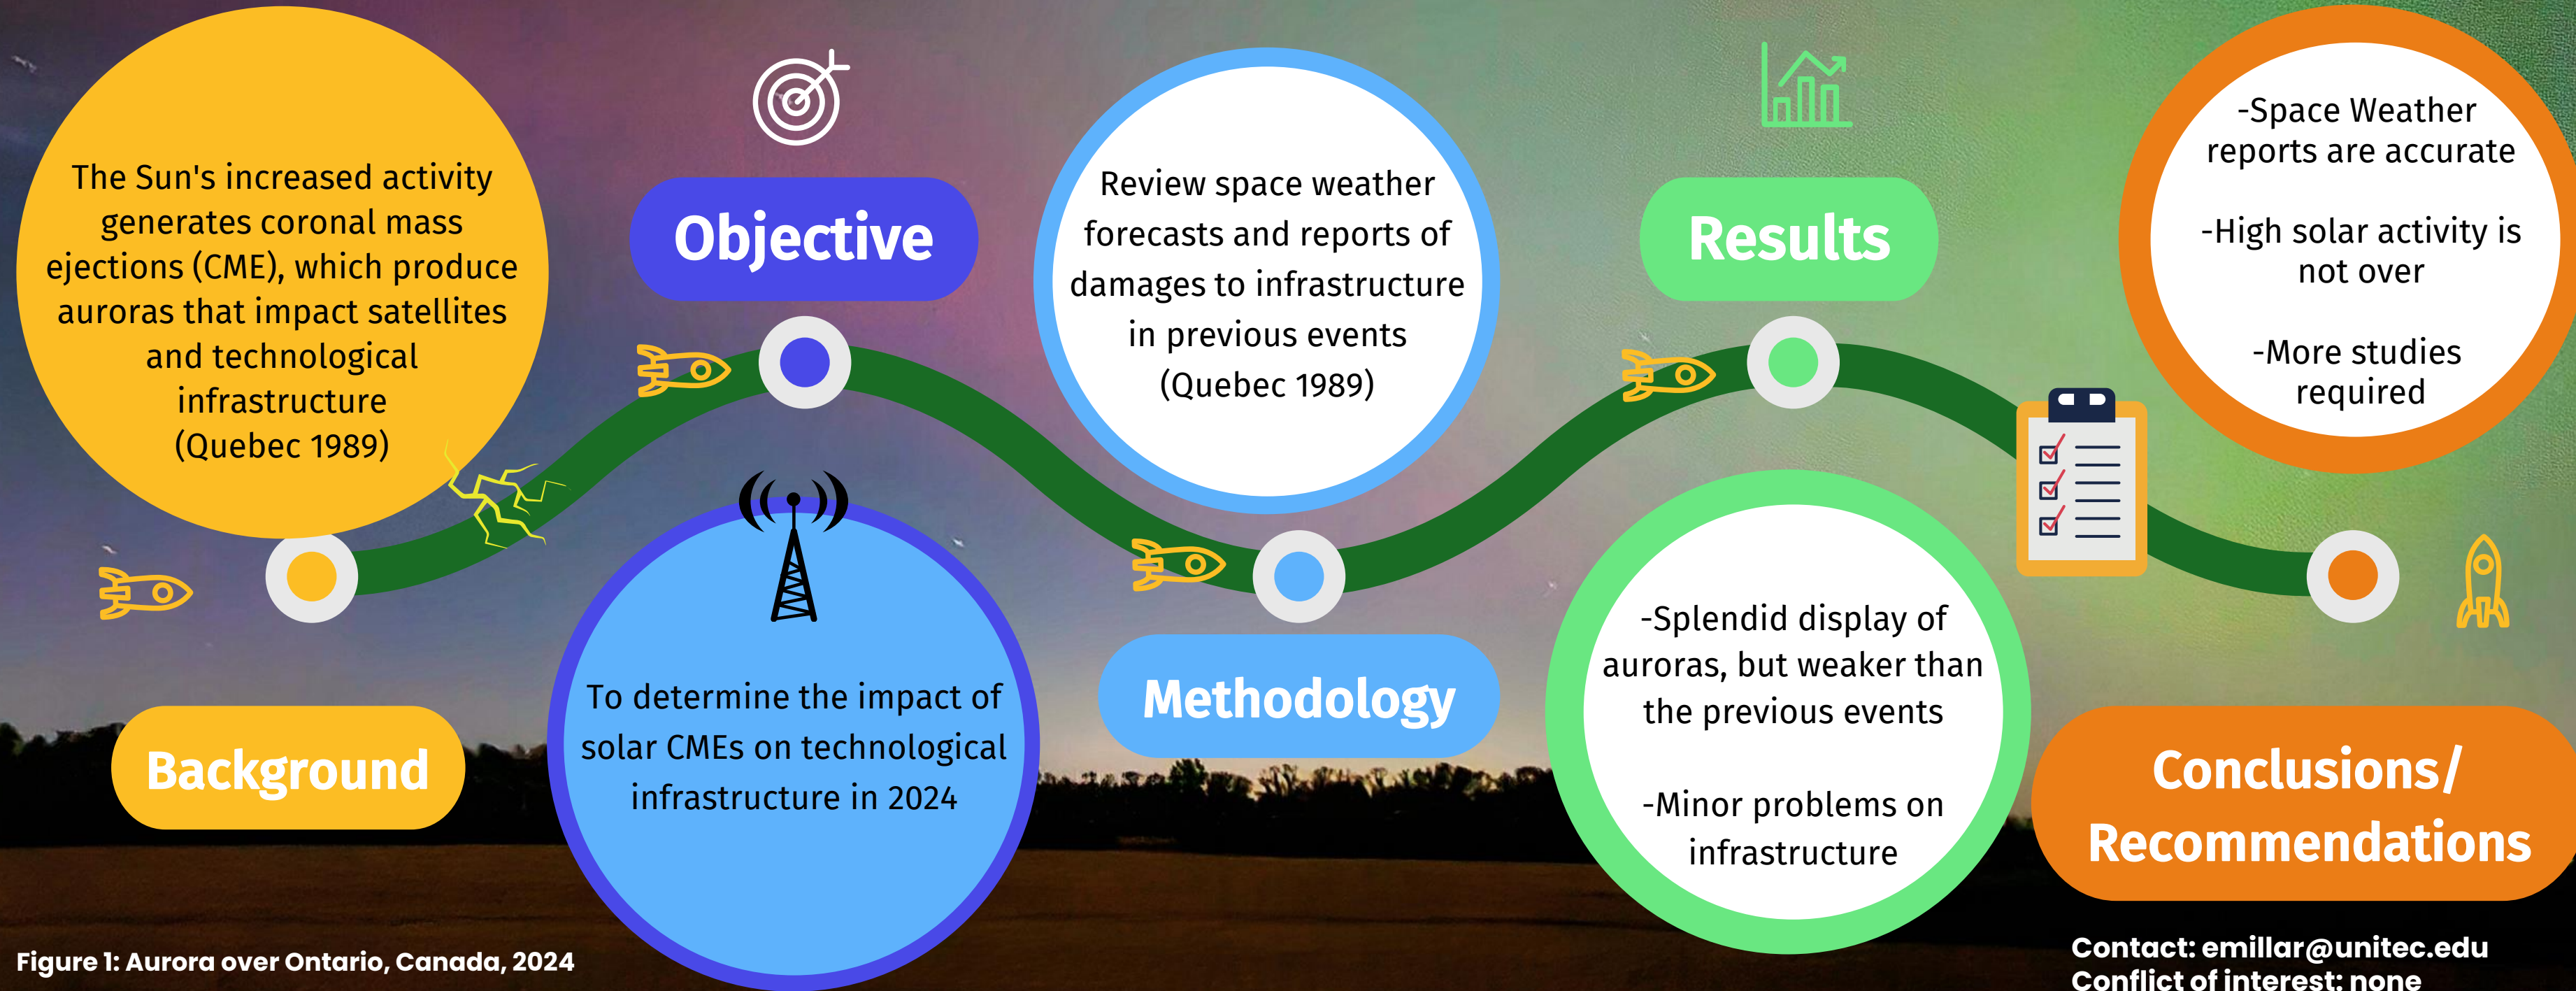 The Sun's increased activity
generates coronal mass
ejections (CME), which produce
auroras that impact satellites
and technological
infrastructure
(Quebec 1989)
Background
Objective
To determine the impact of
solar CMEs on technological
infrastructure in 2024
Review space weather
forecasts and reports of
damages to infrastructure
in previous events
(Quebec 1989)
Methodology
Results
-Splendid display of
auroras, but weaker than
the previous events
-Minor problems on
infrastructure
-Space Weather
reports are accurate
-High solar activity is
not over
-More studies
required
Conclusions/
Recommendations
Figure 1: Aurora over Ontario, Canada, 2024
Contact: emillar@unitec.edu
Conflict of interest: none